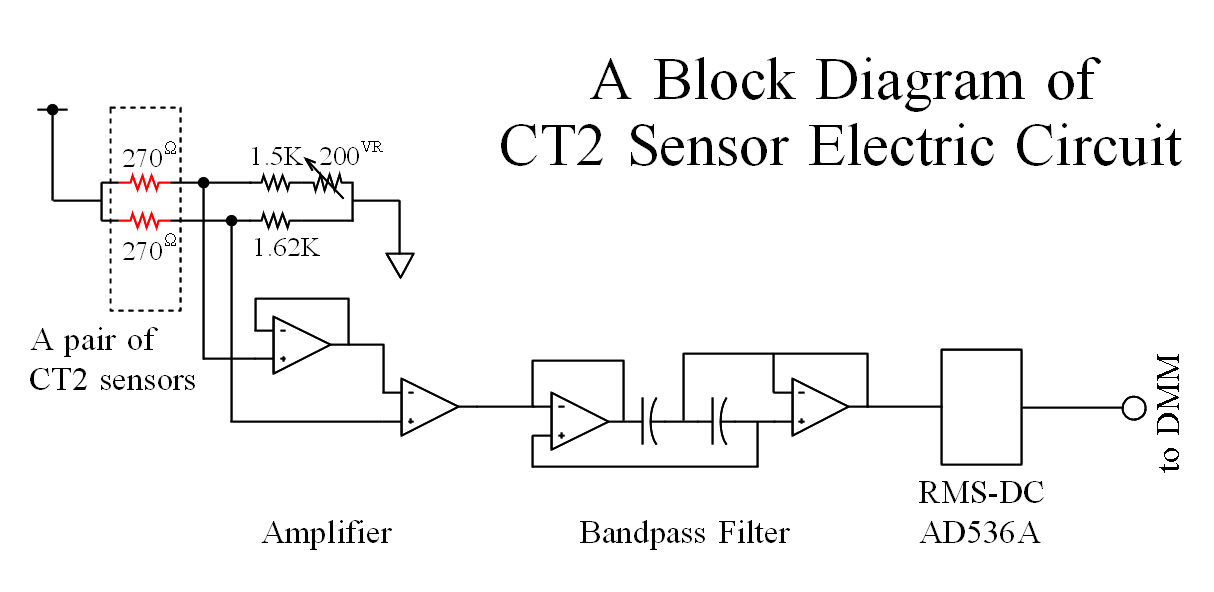 A Block Diagram of
CT2 Sensor Electric Circuit
270Ω
1.5K 200VR
270Ω
1.62K
A pair of
CT2 sensors
-
+
-
+
-
+
-
+
to DMM
RMS-DC
AD536A
Amplifier
Bandpass Filter